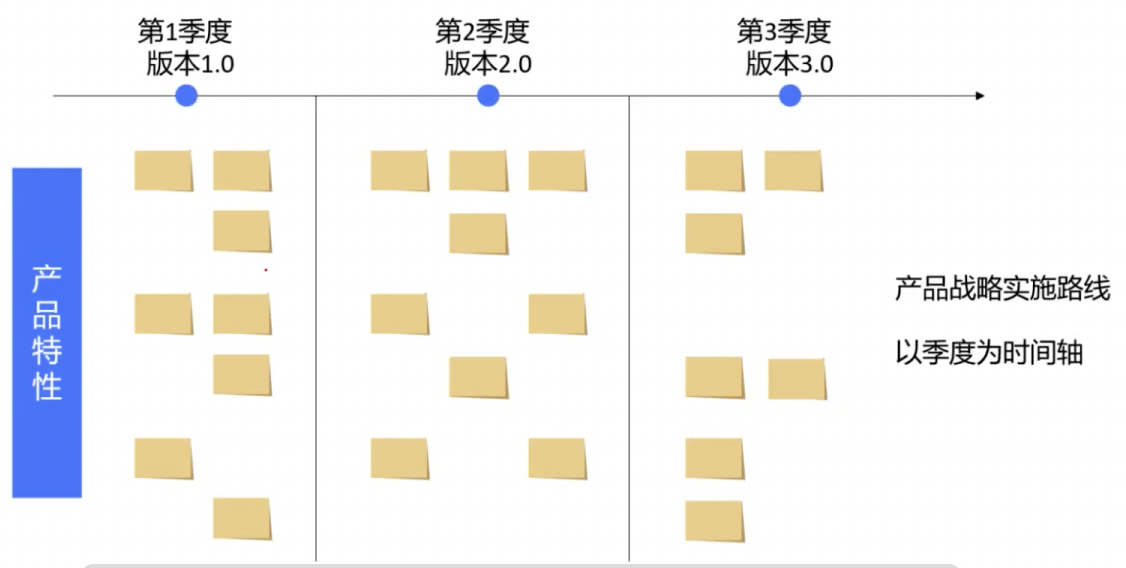 第1季度
版本1.0
第2季度
版本2.0
第3季度
版本3.0
产品特性
产品战略实施路线
以季度为时间轴